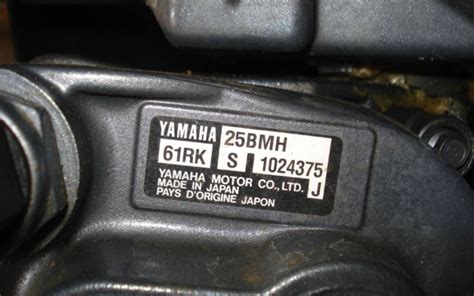 YAMAHA 25BMH
61RK S 1024375
YAMAHA MOTOR CO., LTD.
MADE IN JAPAN J
PAYS D'ORIGINE JAPON